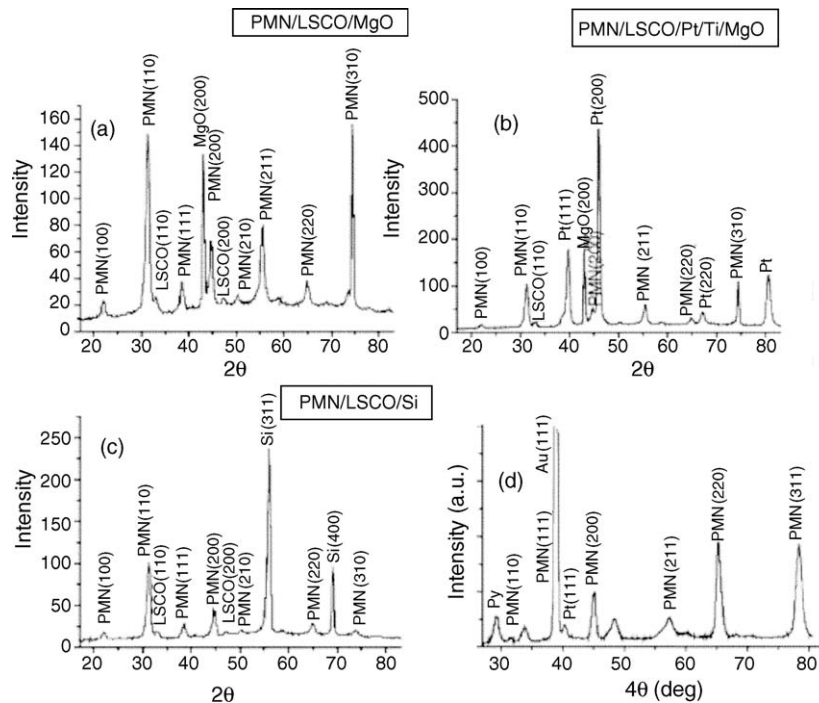 PMN/LSCO/MgO
(a)
Intensity
160
140
120
100
80
60
40
20
0
PMN(100)
PMN(110)
LSCO(110)
PMN(111)
MgO(200)
PMN(200)
LSCO(200)
PMN(210)
PMN(211)
PMN(220)
PMN(310)
20 30 40 50 60 70 80
2θ
PMN/LSCO/Pt/Ti/MgO
(b)
Intensity
500
400
300
200
100
0
PMN(100)
PMN(110)
LSCO(110)
Pt(111)
MgO(200)
PMN(200)
Pt(200)
PMN (211)
PMN(220)
Pt(220)
PMN(310)
Pt
20 30 40 50 60 70 80
2θ
PMN/LSCO/Si
(c)
Intensity
250
200
150
100
50
0
PMN(100)
PMN(110)
LSCO(110)
PMN(111)
PMN(200)
LSCO(200)
PMN(210)
Si(311)
PMN(220)
Si(400)
PMN(310)
20 30 40 50 60 70 80
2θ
(d)
Intensity (a.u.)
Py
PMN(110)
PMN(111)
Au(111)
Pt(111)
PMN(200)
PMN(211)
PMN(220)
PMN(311)
30 40 50 60 70 80
4θ (deg)